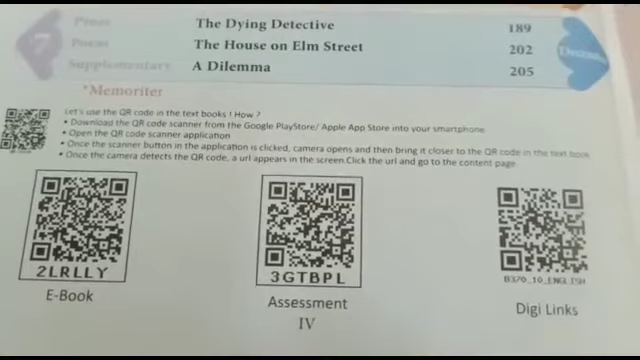 7 Prose The Dying Detective 189
Poem The House on Elm Street 202
Supplementary A Dilemma 205
*Memoriter
Let's use the QR code in the text books ! How ?
• Download the QR code scanner from the Google PlayStore/ Apple App Store into your smartphone
• Open the QR code scanner application
• Once the scanner button in the application is clicked, camera opens and then bring it closer to the QR code in the text book
• Once the camera detects the QR code, a url appears in the screen.Click the url and go to the content page
2LRLLY
3GTBPL
B370_10_ENGLISH
E-Book
Assessment
Digi Links
IV